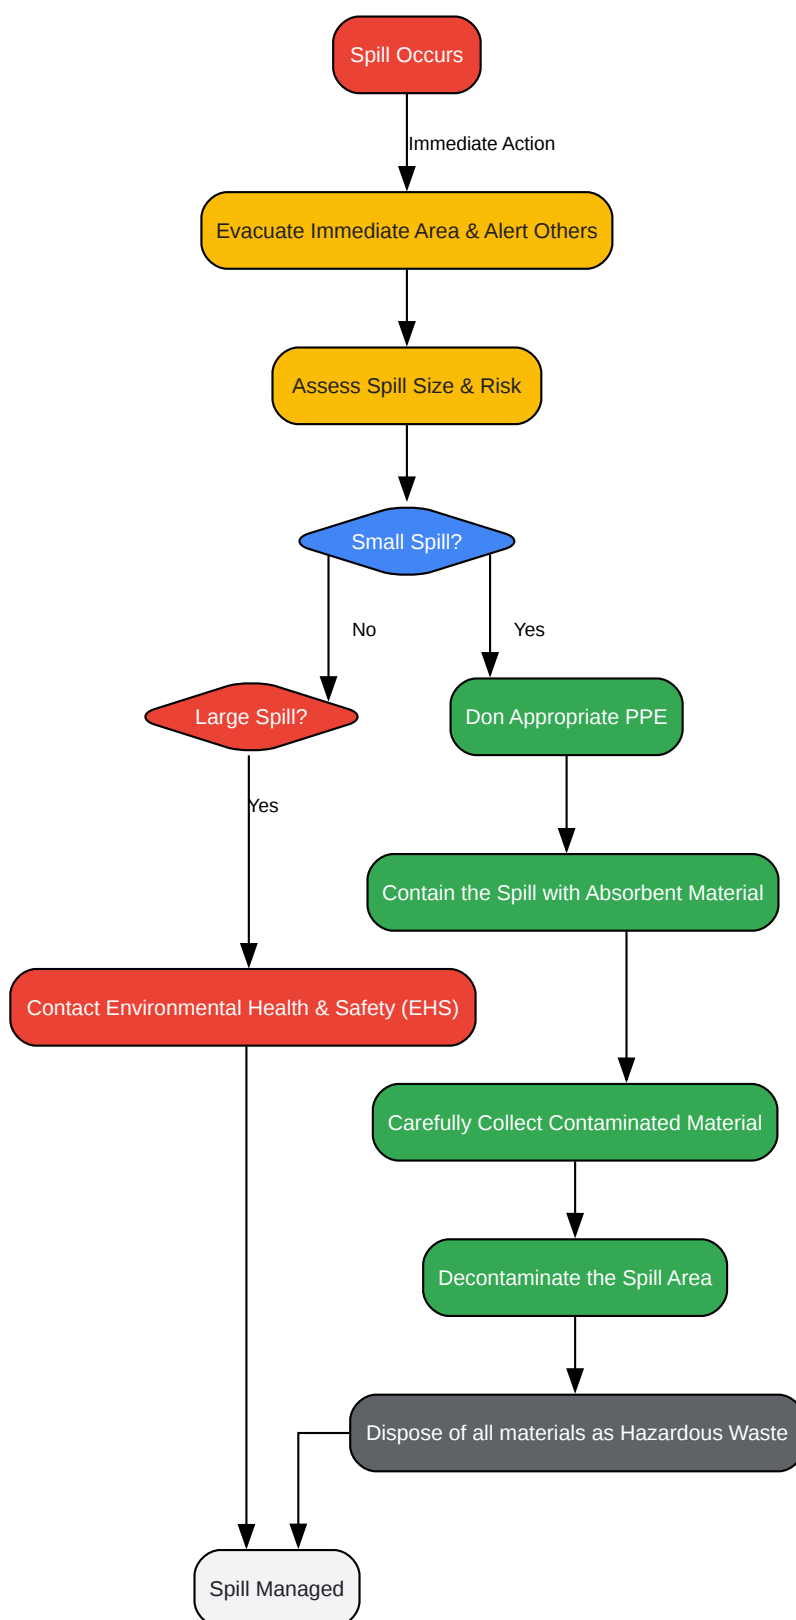 Spill Occurs
Immediate Action
Evacuate Immediate Area & Alert Others
Assess Spill Size & Risk
Small Spill?
No
Yes
Large Spill?
Don Appropriate PPE
Yes
Contain the Spill with Absorbent Material
Contact Environmental Health & Safety (EHS)
Carefully Collect Contaminated Material
Decontaminate the Spill Area
Dispose of all materials as Hazardous Waste
Spill Managed